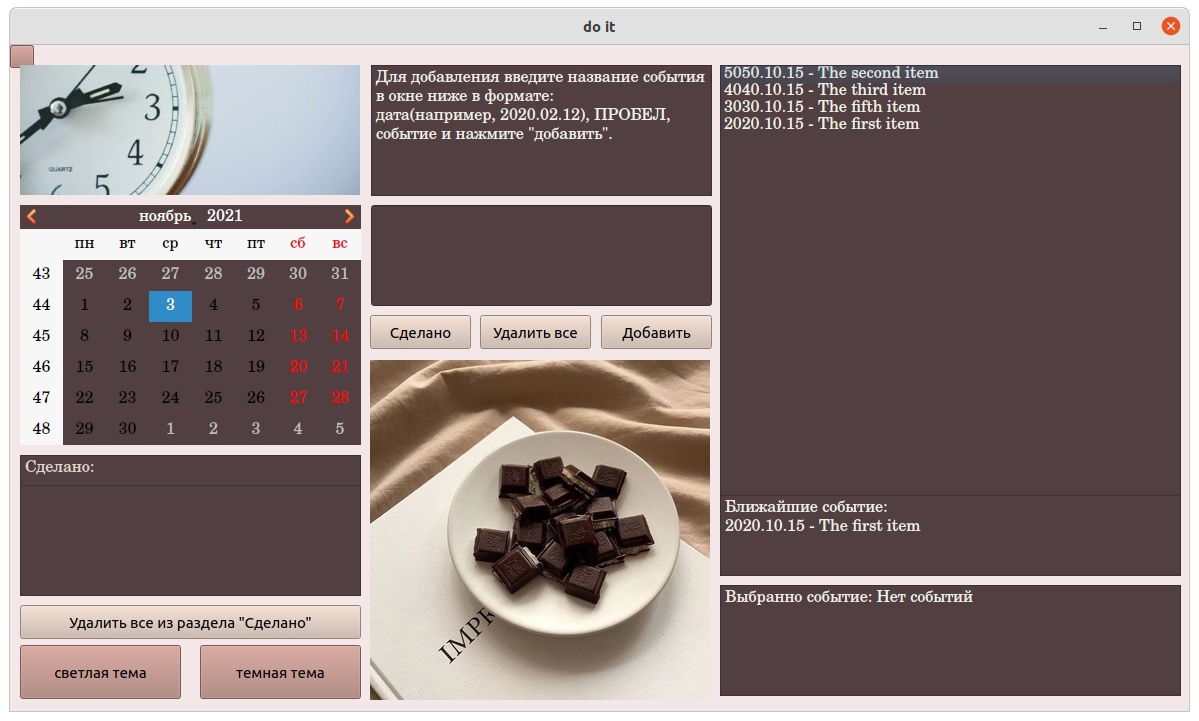 do it
2
3
4
5
6
QUARTZ
ноябрь, 2021
пн вт ср чт пт сб вс
43 25 26 27 28 29 30 31
44 1 2 3 4 5 6 7
45 8 9 10 11 12 13 14
46 15 16 17 18 19 20 21
47 22 23 24 25 26 27 28
48 29 30 1 2 3 4 5
Сделано:
Удалить все из раздела "Сделано"
светлая тема темная тема
Для добавления введите название события
в окне ниже в формате:
дата(например, 2020.02.12), ПРОБЕЛ,
событие и нажмите "добавить".
Сделано Удалить все Добавить
IMPR
5050.10.15 - The second item
4040.10.15 - The third item
3030.10.15 - The fifth item
2020.10.15 - The first item
Ближайшие событие:
2020.10.15 - The first item
Выбранно событие: Нет событий